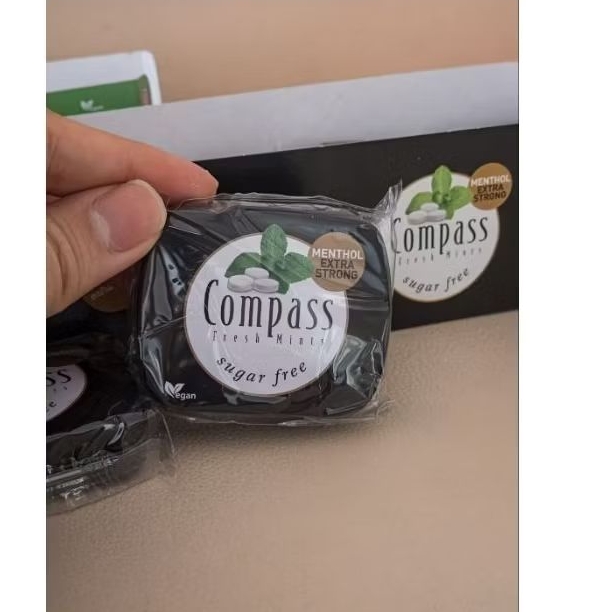 MENTHOL
EXTRA
STRONG
Compass
Fresh Mints
sugar free
Vegan
MENTHOL
EXTRA
STRONG
Compass
Fresh Mints
sugar free